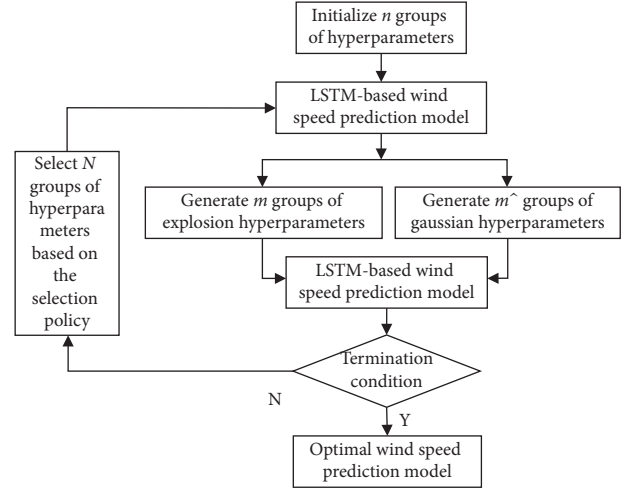 Initialize n groups
of hyperparameters
LSTM-based wind
speed prediction model
Select N
groups of
hyperpara
meters
based on
the
selection
policy
Generate m groups of
explosion hyperparameters
Generate m^ groups of
gaussian hyperparameters
LSTM-based wind
speed prediction model
Termination
condition
N
Y
Optimal wind speed
prediction model